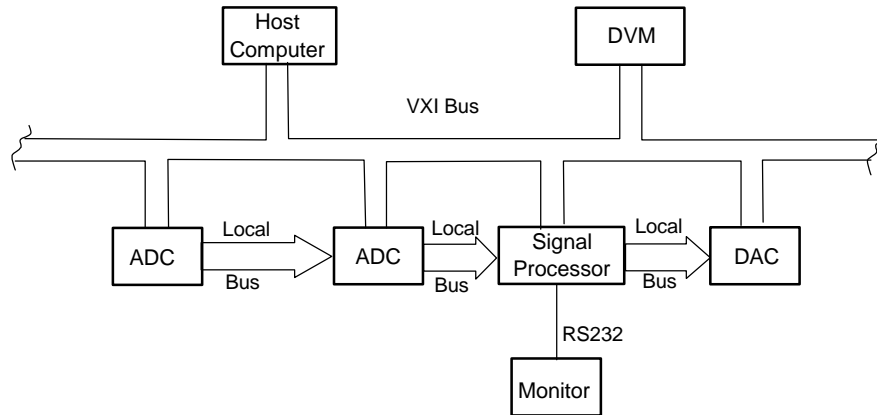 Host
Computer
DVM
VXI Bus
ADC
Local
Bus
ADC
Local
Bus
Signal
Processor
Local
Bus
DAC
RS232
Monitor